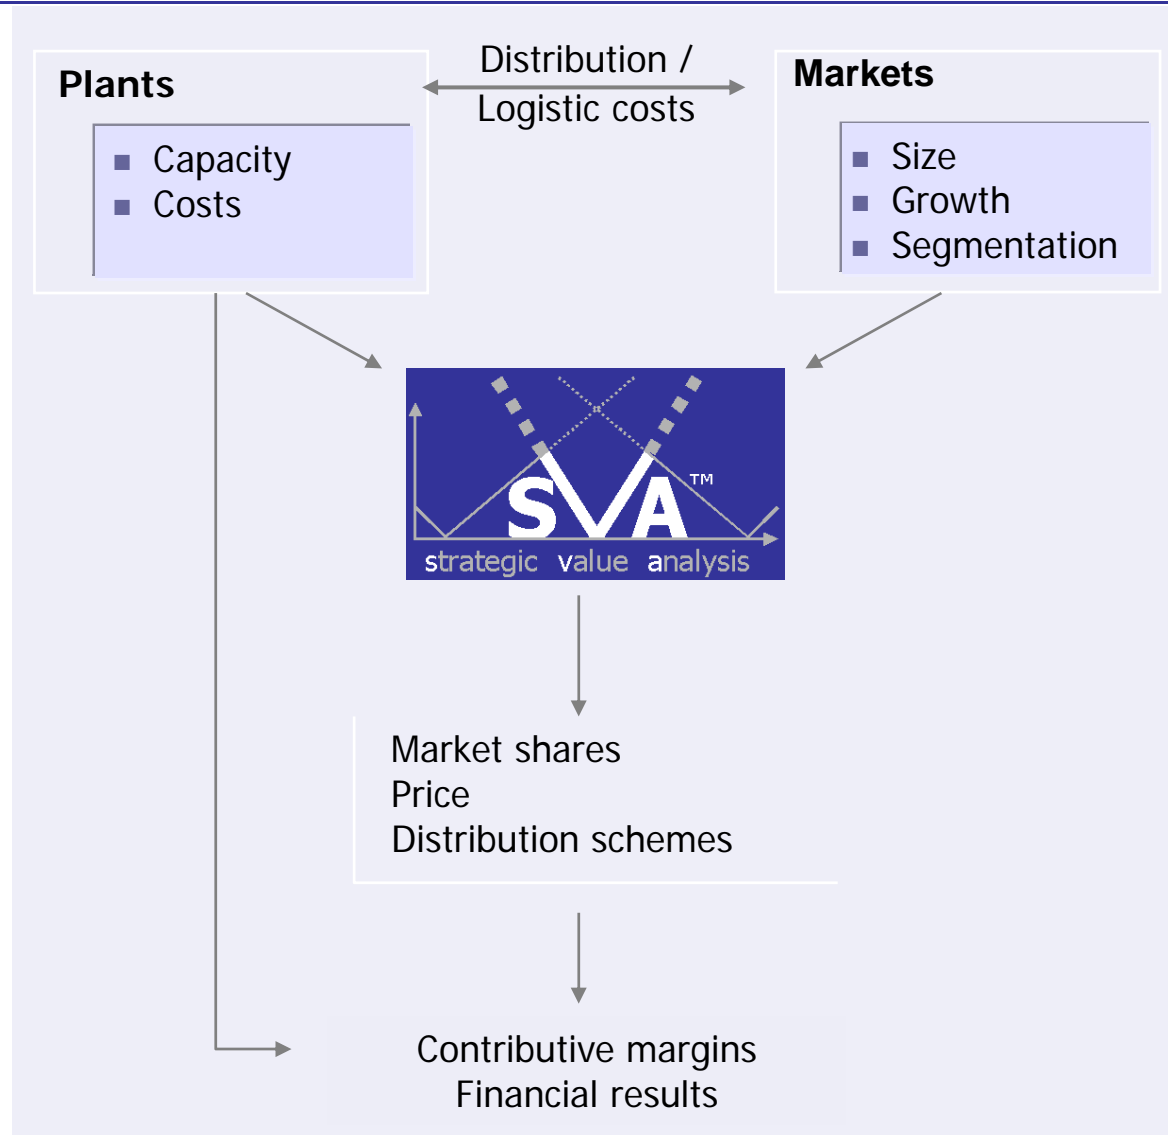 Plants
Capacity
Costs
Distribution /
Logistic costs
Markets
Size
Growth
Segmentation
SVA™
strategic value analysis
Market shares
Price
Distribution schemes
Contributive margins
Financial results